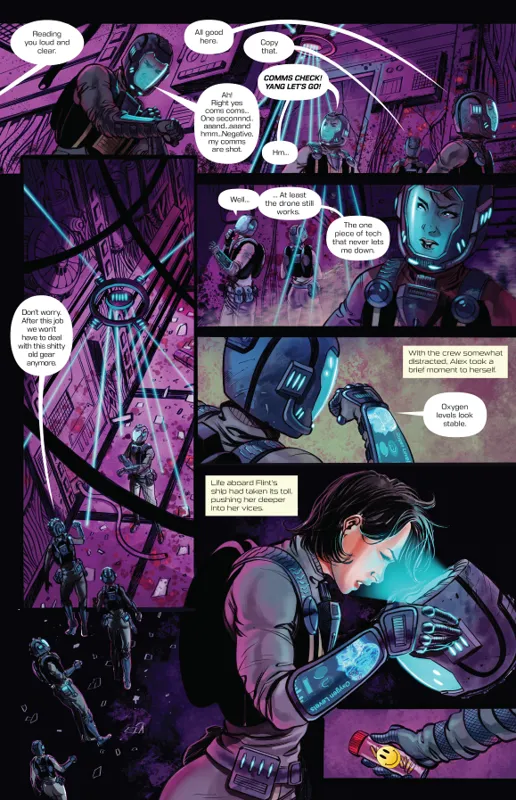 Reading
you loud and
clear.
All good
here.
Copy
that.
COMMS CHECK!
YANG LET'S GO!
Ah!
Right yes
coms coms...
One seconnnd..
aaand...aaand
hmm..Negative,
my comms
are shot.
Hm...
Well...
... At least
the drone still
works.
The one
piece of tech
that never lets
me down.
Don't worry.
After this job
we won't
have to deal
with this shitty
old gear
anymore.
With the crew somewhat
distracted, Alex took a
brief moment to herself.
Oxygen
levels look
stable.
Life aboard Flint's
ship had taken its toll,
pushing her deeper
into her vices.
Oxygen Levels